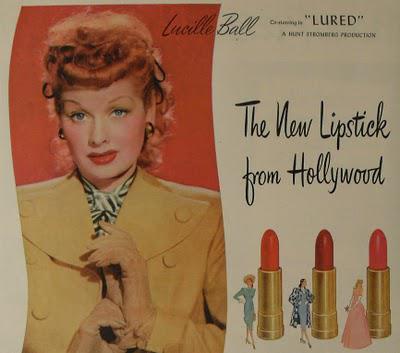 Lucille Ball
Co-starring in "LURED"
A HUNT STROMBERG PRODUCTION
The New Lipstick
from Hollywood